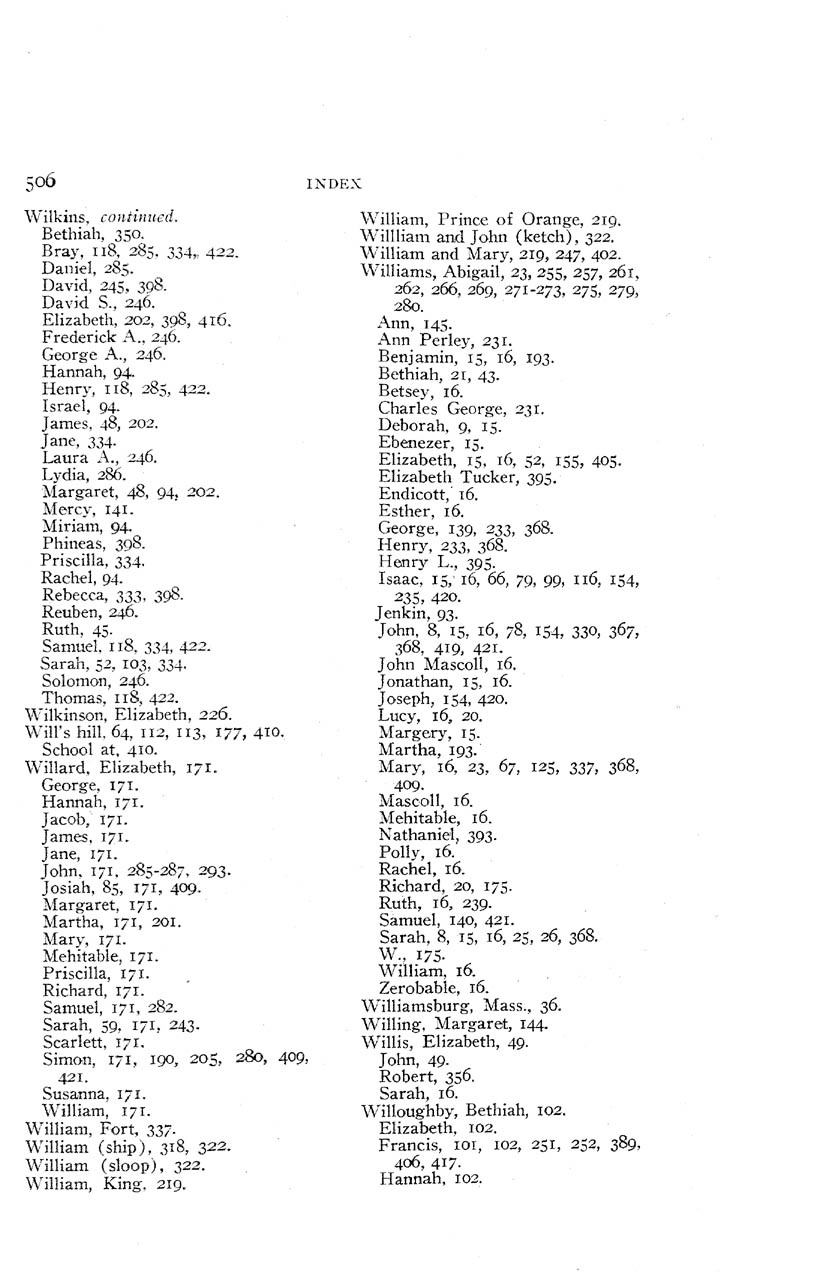 506
INDEX
Wilkins, continued.
Bethiah, 350.
Bray, 118, 285, 334,, 422.
Daniel, 285.
David, 245, 398.
David S., 246.
Elizabeth, 202, 398, 416.
Frederick A., 246.
George A., 246.
Hannah, 94.
Henry, 118, 285, 422.
Israel, 94.
James, 48, 202.
Jane, 334.
Laura A., 246.
Lydia, 286.
Margaret, 48, 94, 202.
Mercy, 141.
Miriam, 94.
Phineas, 398.
Priscilla, 334.
Rachel, 94.
Rebecca, 333, 398.
Reuben, 246.
Ruth, 45.
Samuel, 118, 334, 422.
Sarah, 52, 103, 334.
Solomon, 246.
Thomas, 118, 422.
Wilkinson, Elizabeth, 226.
Will's hill, 64, 112, 113, 177, 410.
School at, 410.
Willard, Elizabeth, 171.
George, 171.
Hannah, 171.
Jacob, 171.
James, 171.
Jane, 171.
John, 171, 285-287, 293.
Josiah, 85, 171, 409.
Margaret, 171.
Martha, 171, 201.
Mary, 171.
Mehitable, 171.
Priscilla, 171.
Richard, 171.
Samuel, 171, 282.
Sarah, 59, 171, 243.
Scarlett, 171.
Simon, 171, 190, 205, 280, 409,
421.
Susanna, 171.
William, 171.
William, Fort, 337.
William (ship), 318, 322.
William (sloop), 322.
William, King, 219.
William, Prince of Orange, 219.
Willliam and John (ketch), 322.
William and Mary, 219, 247, 402.
Williams, Abigail, 23, 255, 257, 261,
262, 266, 269, 271-273, 275, 279,
280.
Ann, 145.
Ann Perley, 231.
Benjamin, 15, 16, 193.
Bethiah, 21, 43.
Betsey, 16.
Charles George, 231.
Deborah, 9, 15.
Ebenezer, 15.
Elizabeth, 15, 16, 52, 155, 405.
Elizabeth Tucker, 395.
Endicott, 16.
Esther, 16.
George, 139, 233, 368.
Henry, 233, 368.
Henry L., 395.
Isaac, 15, 16, 66, 79, 99, 116, 154,
235, 420.
Jenkin, 93.
John, 8, 15, 16, 78, 154, 330, 367,
368, 419, 421.
John Mascoll, 16.
Jonathan, 15, 16.
Joseph, 154, 420.
Lucy, 16, 20.
Margery, 15.
Martha, 193.
Mary, 16, 23, 67, 125, 337, 368,
409.
Mascoll, 16.
Mehitable, 16.
Nathaniel, 393.
Polly, 16.
Rachel, 16.
Richard, 20, 175.
Ruth, 16, 239.
Samuel, 140, 421.
Sarah, 8, 15, 16, 25, 26, 368.
W., 175.
William, 16.
Zerobable, 16.
Williamsburg, Mass., 36.
Willing, Margaret, 144.
Willis, Elizabeth, 49.
John, 49.
Robert, 356.
Sarah, 16.
Willoughby, Bethiah, 102.
Elizabeth, 102.
Francis, 101, 102, 251, 252, 389,
406, 417.
Hannah, 102.